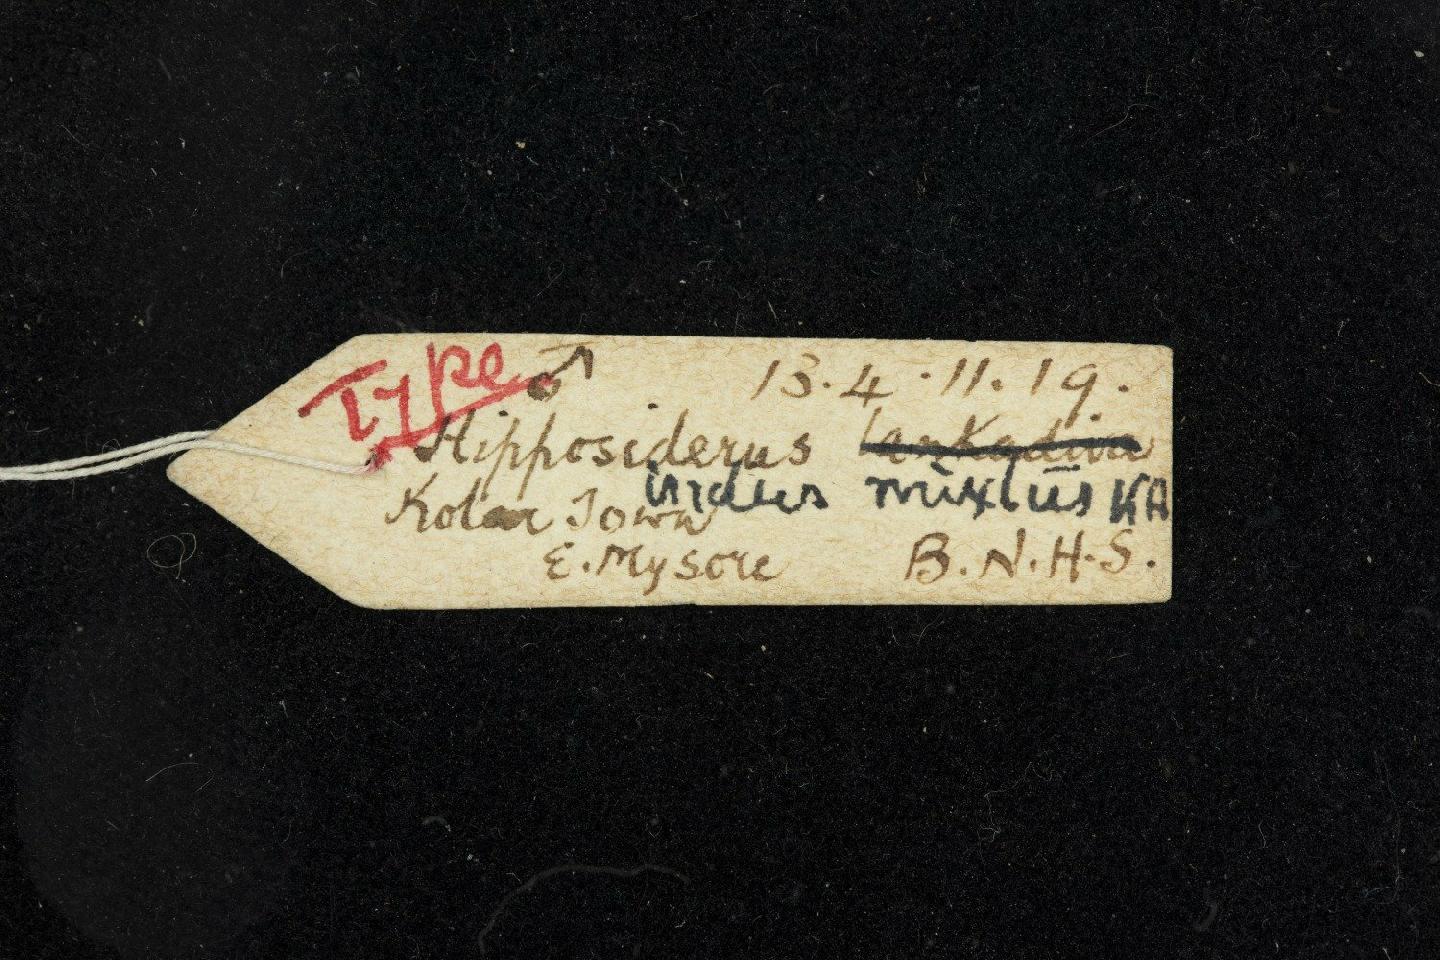 Type ♂ 13.4.11.19.
Hipposiderus lankadiva
indus mixtus KA
Kolar Town
E. Mysore B.N.H.S.